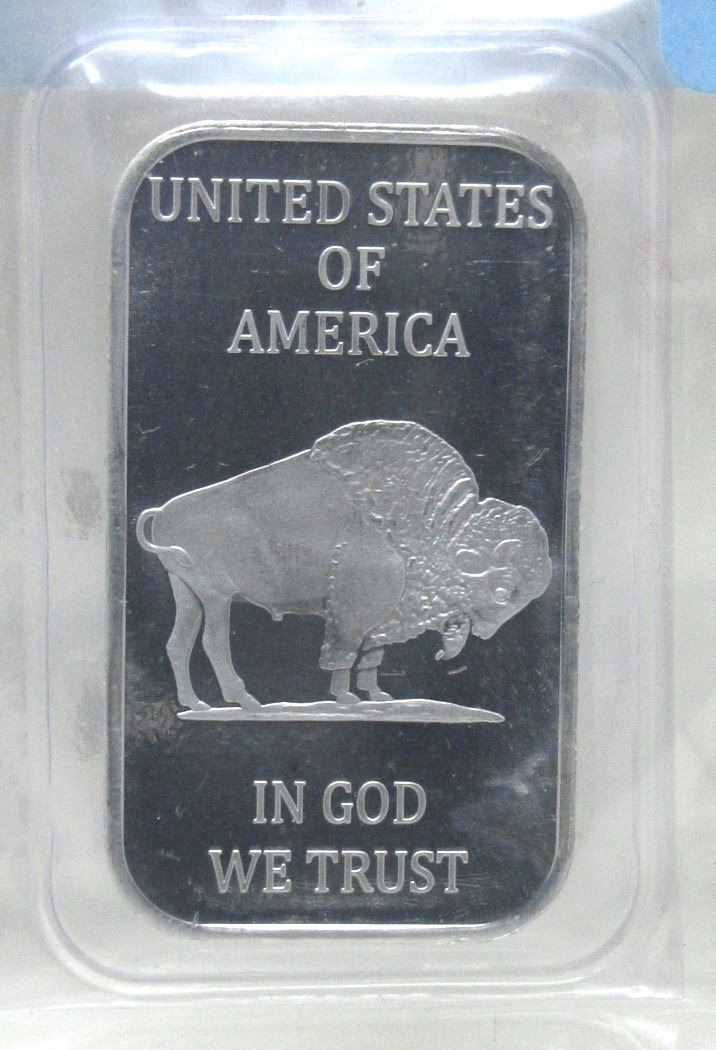 UNITED STATES
OF
AMERICA
IN GOD
WE TRUST